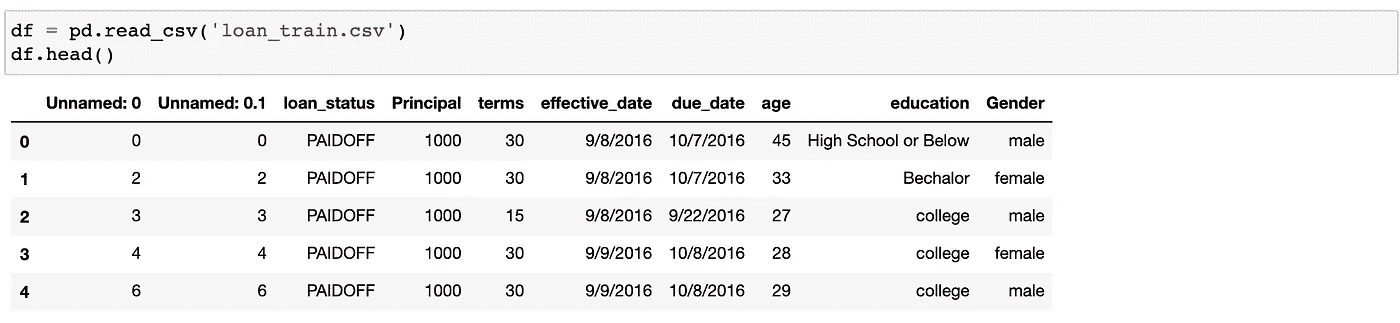 df = pd.read_csv('loan_train.csv')
df.head()
Unnamed: 0 Unnamed: 0.1 loan_status Principal terms effective_date due_date age education Gender
0 0 0 PAIDOFF 1000 30 9/8/2016 10/7/2016 45 High School or Below male
1 2 2 PAIDOFF 1000 30 9/8/2016 10/7/2016 33 Bechalor female
2 3 3 PAIDOFF 1000 15 9/8/2016 9/22/2016 27 college male
3 4 4 PAIDOFF 1000 30 9/9/2016 10/8/2016 28 college female
4 6 6 PAIDOFF 1000 30 9/9/2016 10/8/2016 29 college male